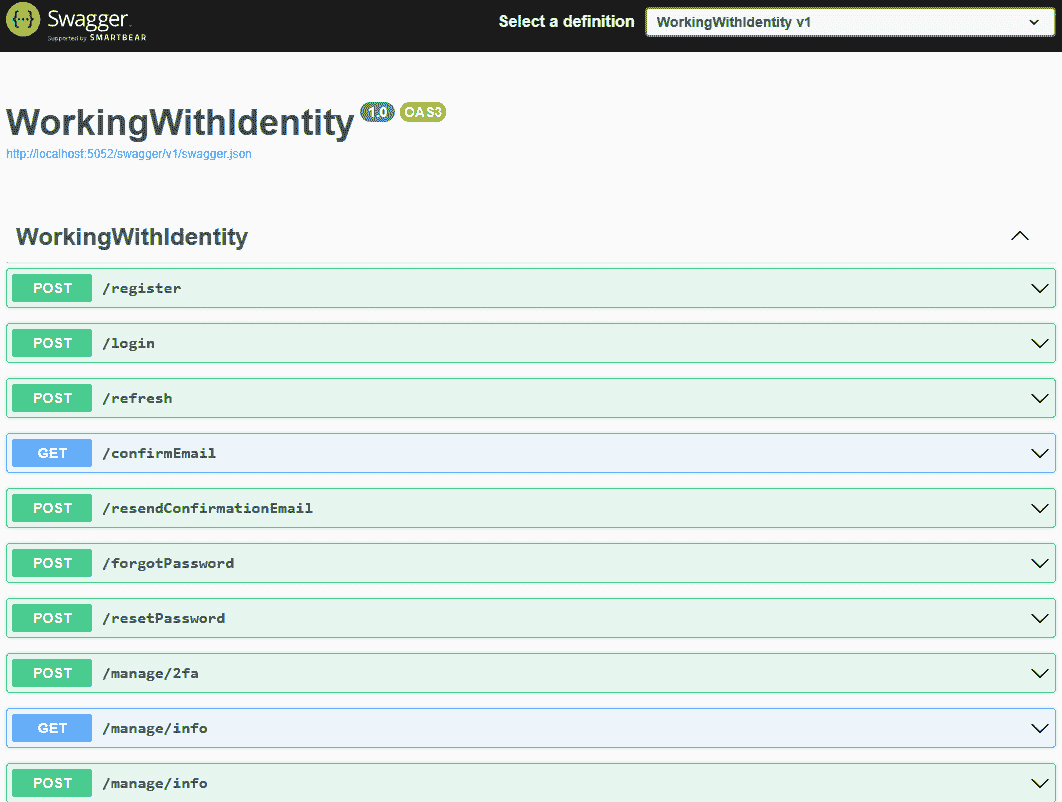 Swagger.
Supported by SMARTBEAR
Select a definition
WorkingWithIdentity v1
WorkingWithIdentity 1.0 OAS3
http://localhost:5052/swagger/v1/swagger.json
WorkingWithIdentity
POST /register
POST /login
POST /refresh
GET /confirmEmail
POST /resendConfirmationEmail
POST /forgotPassword
POST /resetPassword
POST /manage/2fa
GET /manage/info
POST /manage/info